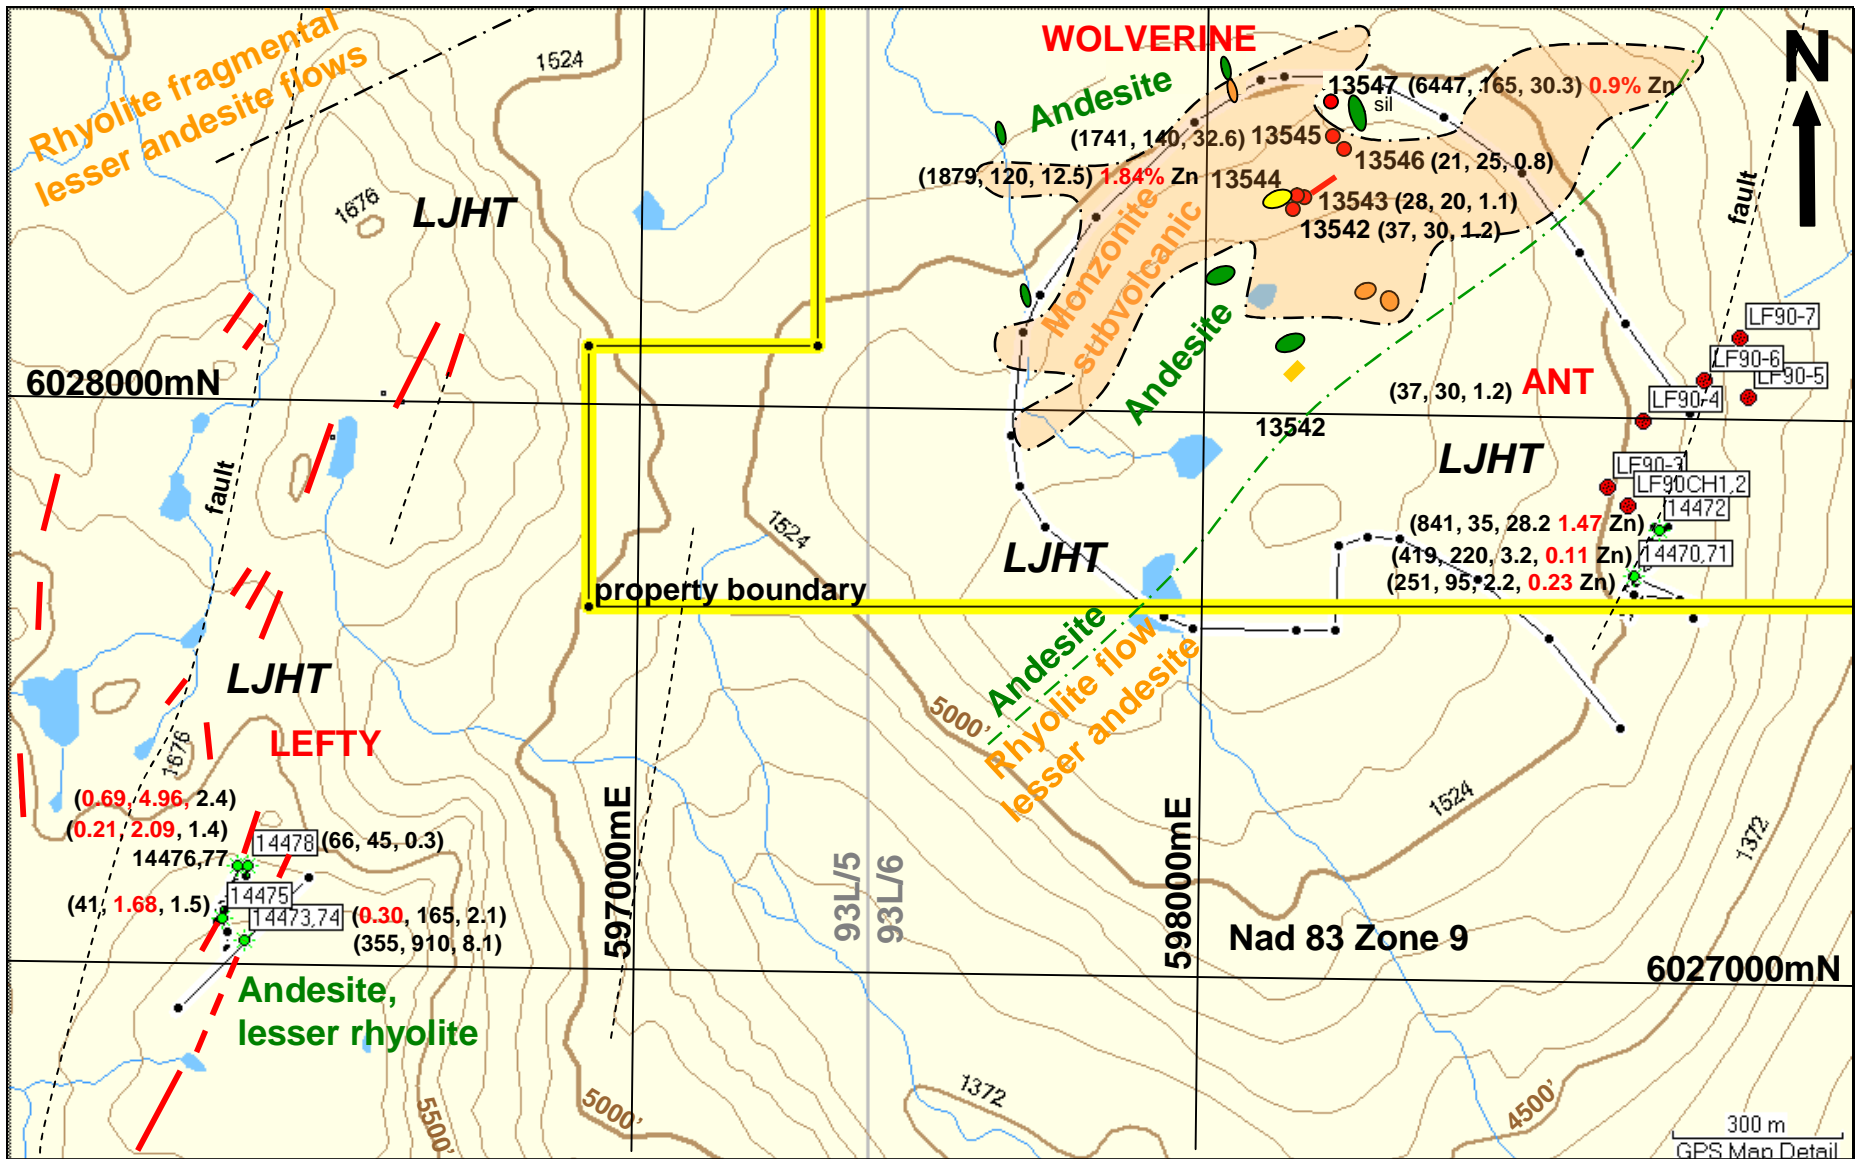 WOLVERINE
N
1524
Rhyolite fragmental
lesser andesite flows
Andesite
13547 (6447, 165, 30.3) 0.9% Zn
sil
(1741, 140, 32.6) 13545
13546 (21, 25, 0.8)
(1879, 120, 12.5) 1.84% Zn 13544
13543 (28, 20, 1.1)
13542 (37, 30, 1.2)
fault
1676
LJHT
Monzonite
subvolcanic
Andesite
LF90-7
LF90-6
LF90-5
6028000mN
(37, 30, 1.2) ANT
LF90-4
13542
LJHT
LF90-3
LF90CH1,2
14472
fault
1524
(841, 35, 28.2 1.47 Zn)
(419, 220, 3.2, 0.11 Zn)
14470,71
(251, 95, 2.2, 0.23 Zn)
LJHT
property boundary
Andesite
Rhyolite flow
lesser andesite
LJHT
5000'
LEFTY
1676
(0.69, 4.96, 2.4)
(0.21, 2.09, 1.4)
14476,77
14478 (66, 45, 0.3)
1524
1372
597000mE
598000mE
93L/5
93L/6
14475
(41, 1.68, 1.5)
14473,74 (0.30, 165, 2.1)
(355, 910, 8.1)
Nad 83 Zone 9
6027000mN
Andesite,
lesser rhyolite
5500'
5000'
1372
4500'
300 m
GPS Map Detail